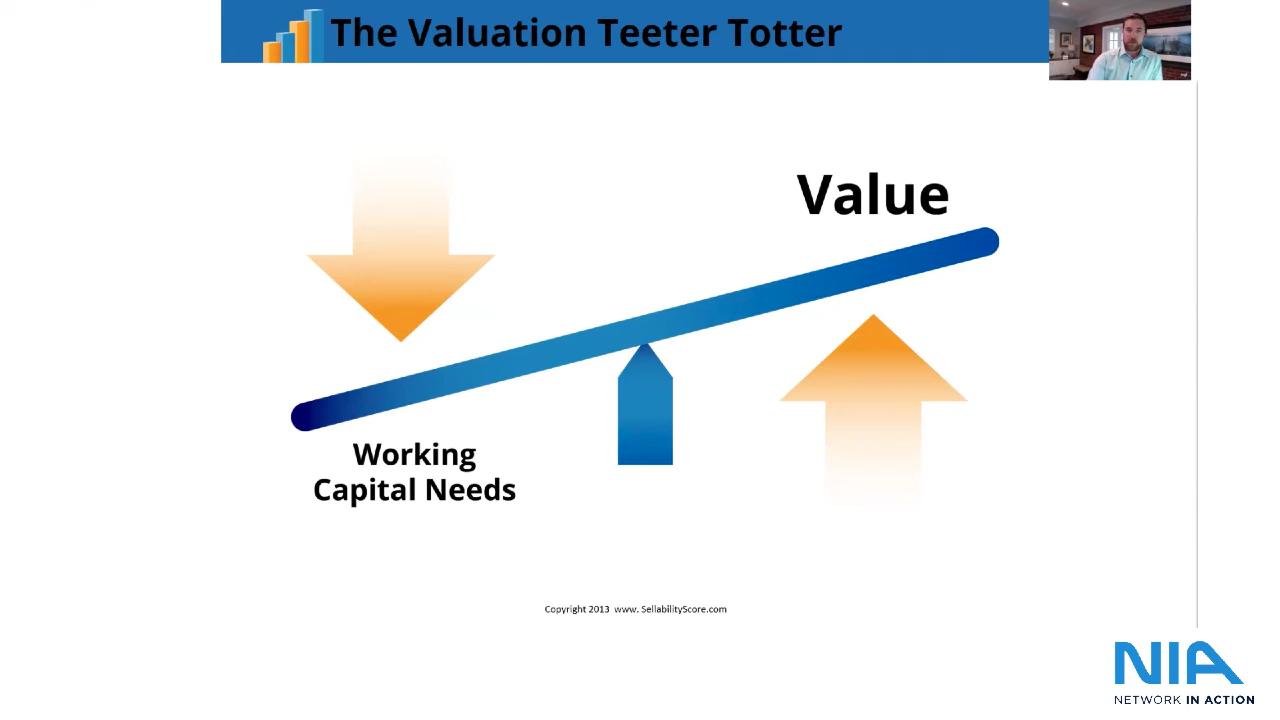 The Valuation Teeter Totter
Value
Working
Capital Needs
Copyright 2013 www. SellabilityScore.com
NIA
NETWORK IN ACTION